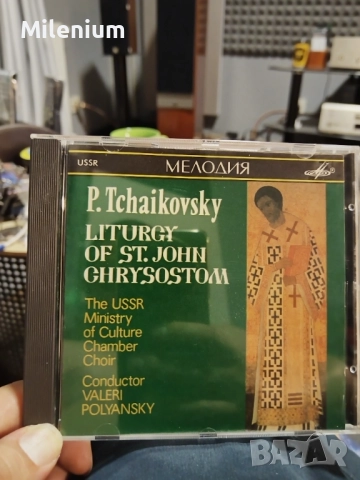 Milenium
USSR
МЕЛОДИЯ
P. Tchaikovsky
LITURGY
OF ST. JOHN
CHRYSOSTOM
The USSR
Ministry
of Culture
Chamber
Choir
Conductor
VALERI
POLYANSKY
BAZAR